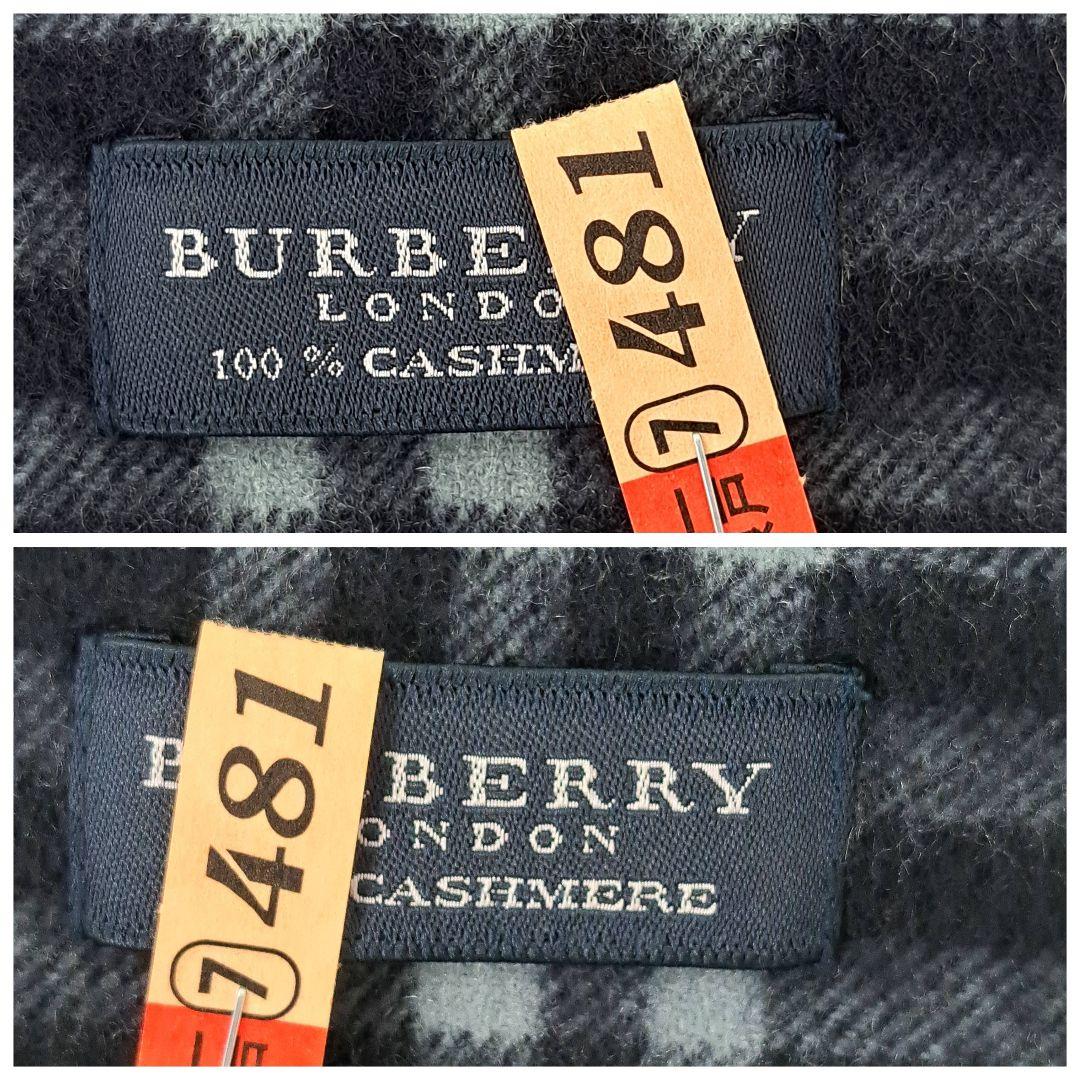 BURBE Y
LONDO
100 % CASHM
481
7
B BERRY
ONDON
CASHMERE
481
7